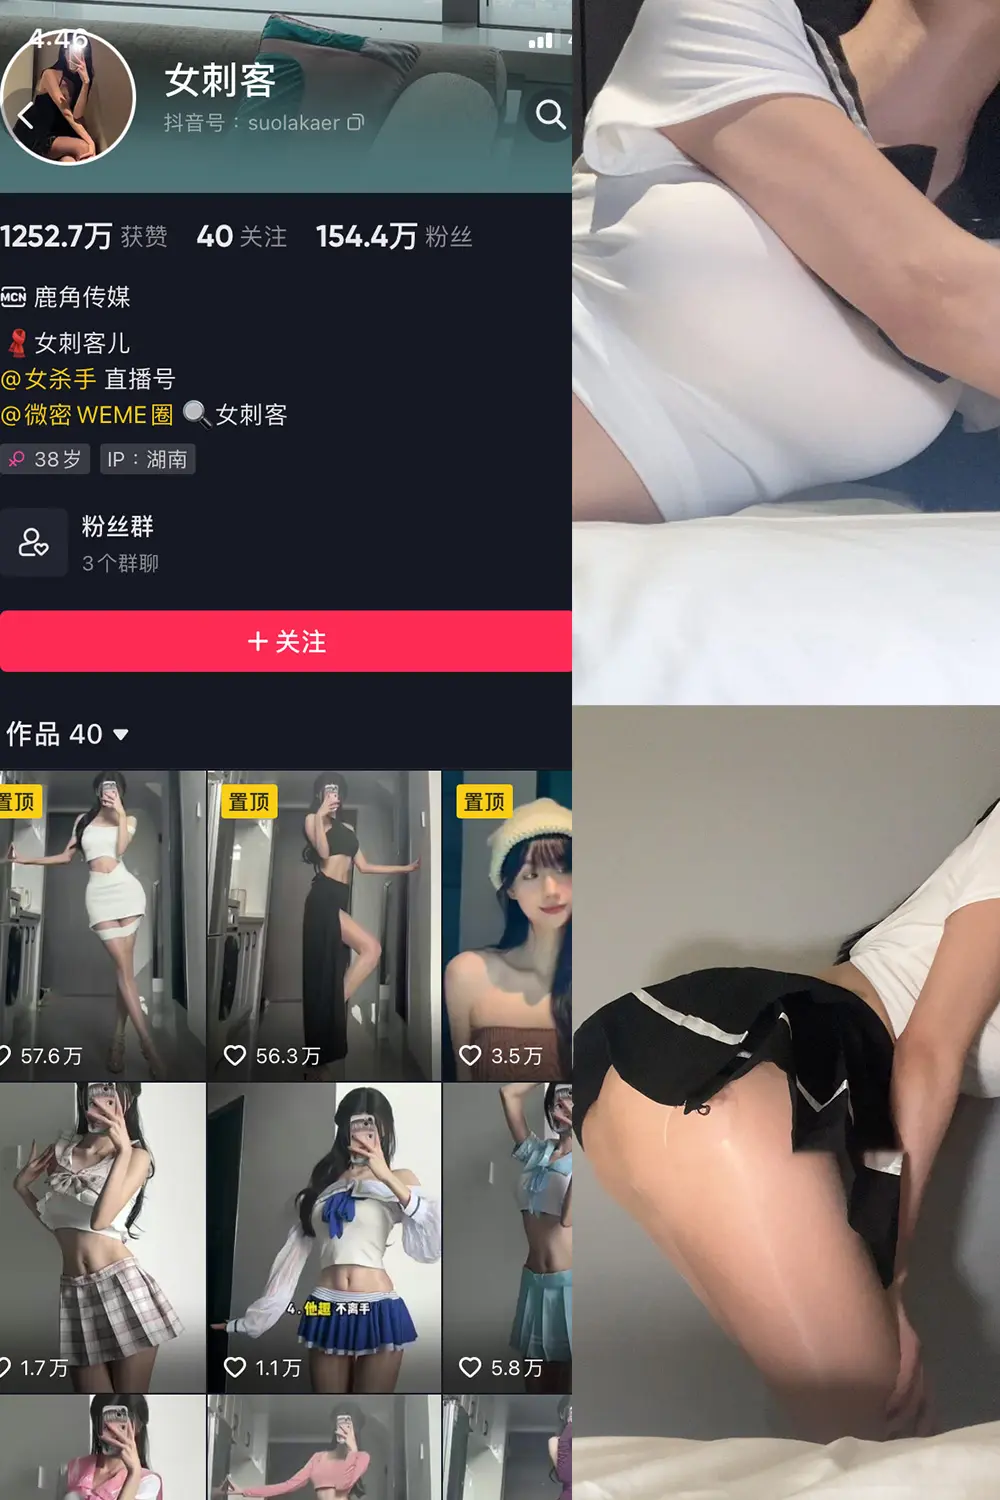 4:46
女刺客
抖音号：suolakaer
1252.7万 获赞 40 关注 154.4万 粉丝
MCN 鹿角传媒
女刺客儿
@女杀手 直播号
@微密WEME圈 女刺客
38岁 IP：湖南
粉丝群
3个群聊
+ 关注
作品 40
置顶 置顶 置顶
57.6万 56.3万 3.5万
4.他趣 不离手
1.7万 1.1万 5.8万